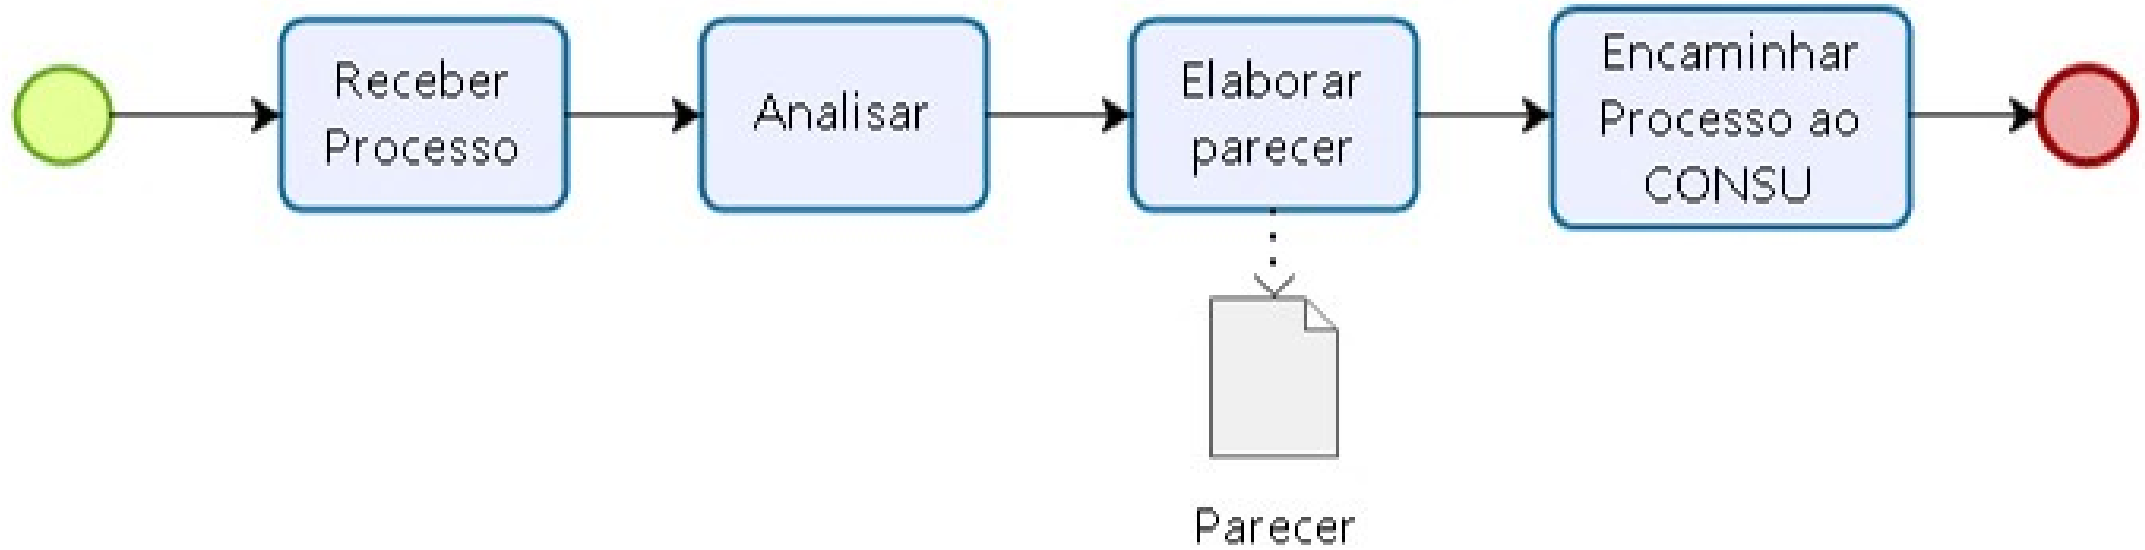 Receber
Processo
Analisar
Elaborar
parecer
Encaminhar
Processo ao
CONSU
Parecer